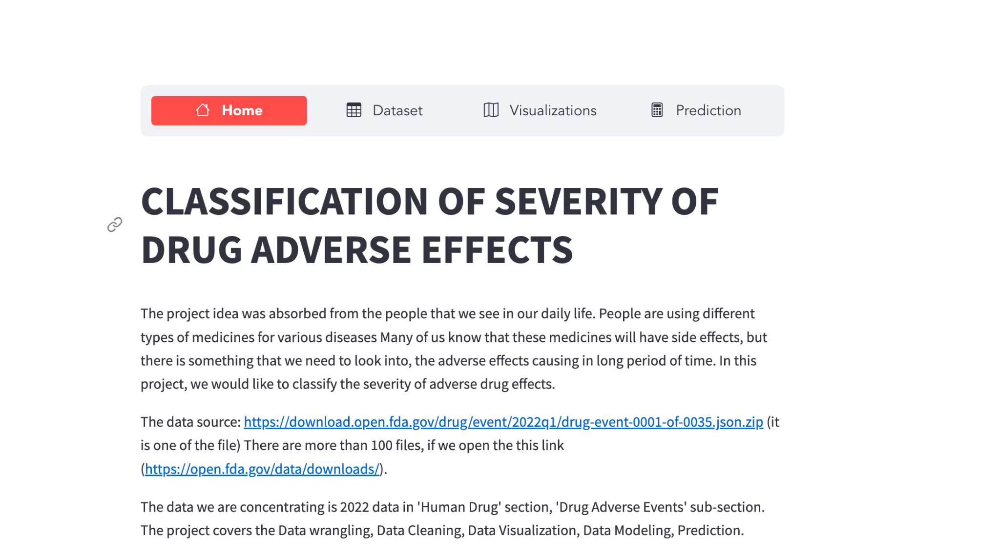 Home Dataset Visualizations Prediction
CLASSIFICATION OF SEVERITY OF
DRUG ADVERSE EFFECTS
The project idea was absorbed from the people that we see in our daily life. People are using different
types of medicines for various diseases Many of us know that these medicines will have side effects, but
there is something that we need to look into, the adverse effects causing in long period of time. In this
project, we would like to classify the severity of adverse drug effects.
The data source: https://download.open.fda.gov/drug/event/2022q1/drug-event-0001-of-0035.json.zip (it
is one of the file) There are more than 100 files, if we open the this link
(https://open.fda.gov/data/downloads/).
The data we are concentrating is 2022 data in 'Human Drug' section, 'Drug Adverse Events' sub-section.
The project covers the Data wrangling, Data Cleaning, Data Visualization, Data Modeling, Prediction.